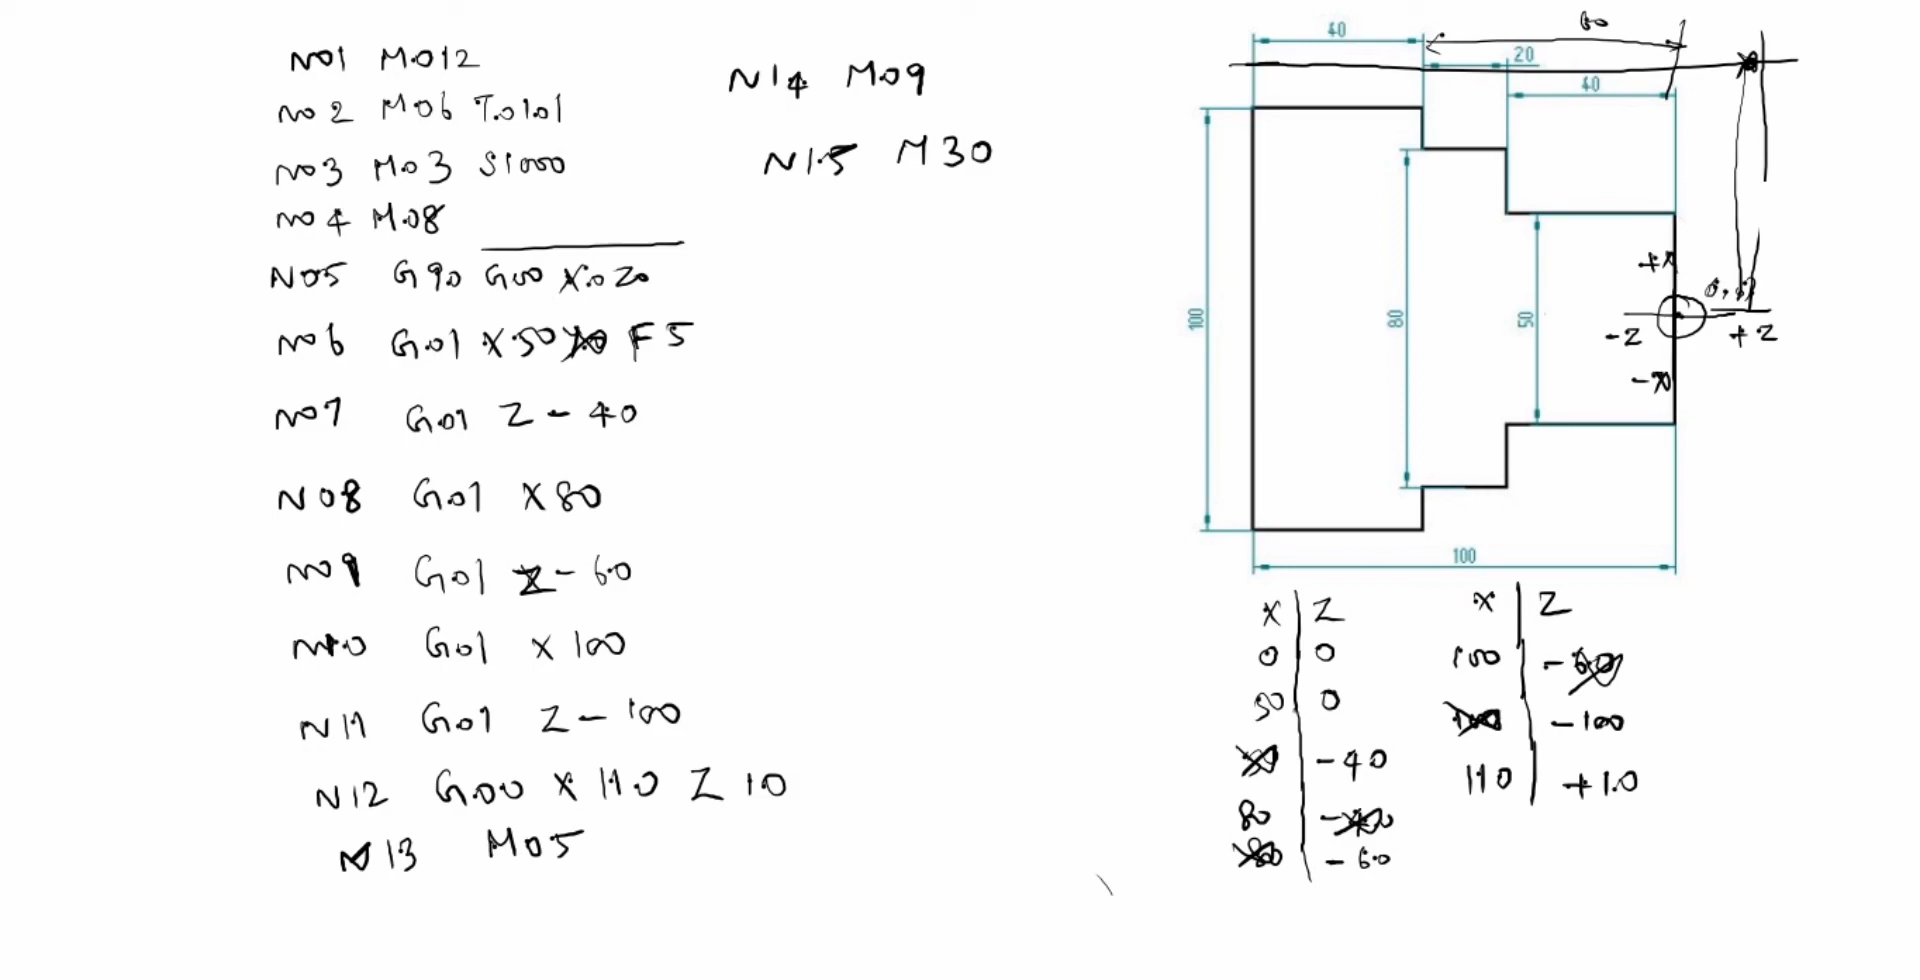 N01 M012
N02 M06 T0101
N03 M03 S1000
N04 M08
N05 G90 G00 X0 Z0
N06 G01 X50 F5
N07 G01 Z-40
N08 G01 X80
N09 G01 Z-60
N10 G01 X100
N11 G01 Z-100
N12 G00 X110 Z10
N13 M05
N14 M09
N15 M30
40
60
20
40
100
80
50
+X
0,0
-Z
+Z
-X
100
X Z
0 0
50 0
-40
80
-60
X Z
100
-100
110 +10